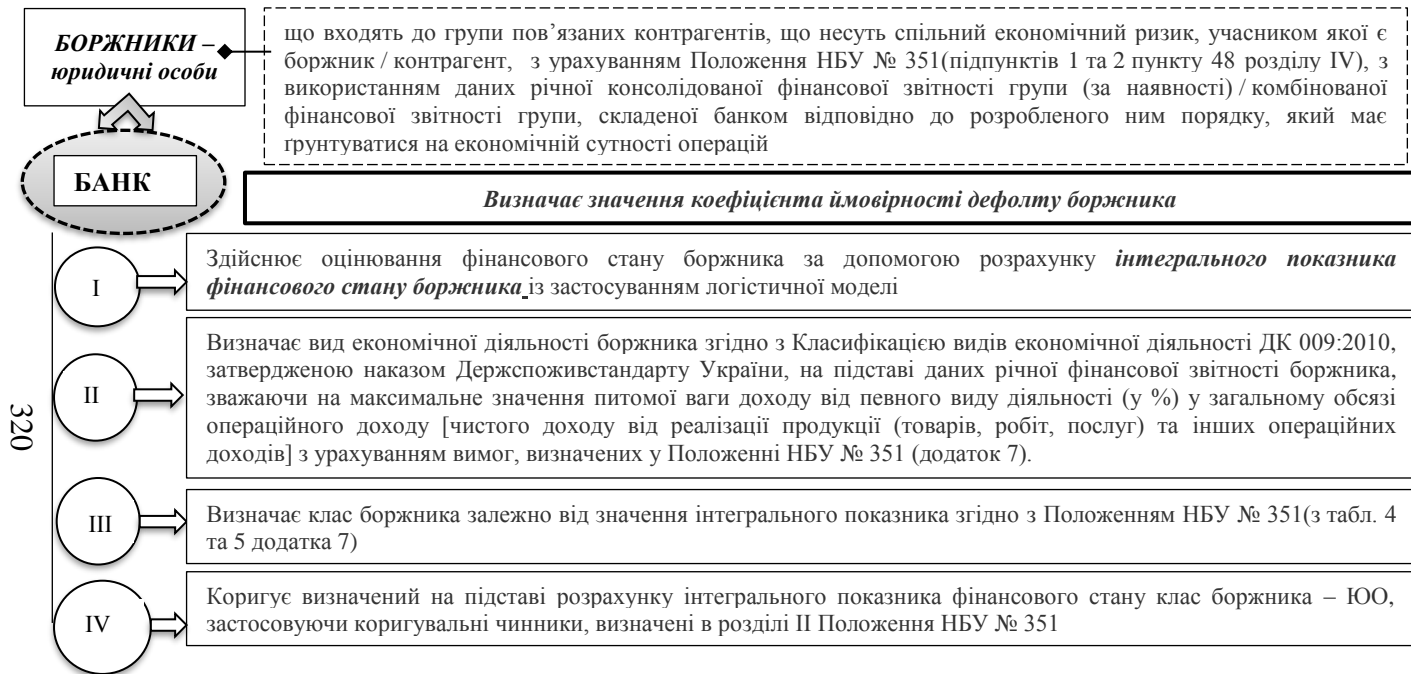 БОРЖНИКИ –
юридичні особи
що входять до групи пов’язаних контрагентів, що несуть спільний економічний ризик, учасником якої є
боржник / контрагент, з урахуванням Положення НБУ № 351(підпунктів 1 та 2 пункту 48 розділу IV), з
використанням даних річної консолідованої фінансової звітності групи (за наявності) / комбінованої
фінансової звітності групи, складеної банком відповідно до розробленого ним порядку, який має
ґрунтуватися на економічній сутності операцій
БАНК
Визначає значення коефіцієнта ймовірності дефолту боржника
I
Здійснює оцінювання фінансового стану боржника за допомогою розрахунку інтегрального показника
фінансового стану боржника із застосуванням логістичної моделі
II
Визначає вид економічної діяльності боржника згідно з Класифікацією видів економічної діяльності ДК 009:2010,
затвердженою наказом Держспоживстандарту України, на підставі даних річної фінансової звітності боржника,
зважаючи на максимальне значення питомої ваги доходу від певного виду діяльності (у %) у загальному обсязі
операційного доходу [чистого доходу від реалізації продукції (товарів, робіт, послуг) та інших операційних
доходів] з урахуванням вимог, визначених у Положенні НБУ № 351 (додаток 7).
III
Визначає клас боржника залежно від значення інтегрального показника згідно з Положенням НБУ № 351(з табл. 4
та 5 додатка 7)
IV
Коригує визначений на підставі розрахунку інтегрального показника фінансового стану клас боржника – ЮО,
застосовуючи коригувальні чинники, визначені в розділі II Положення НБУ № 351
320